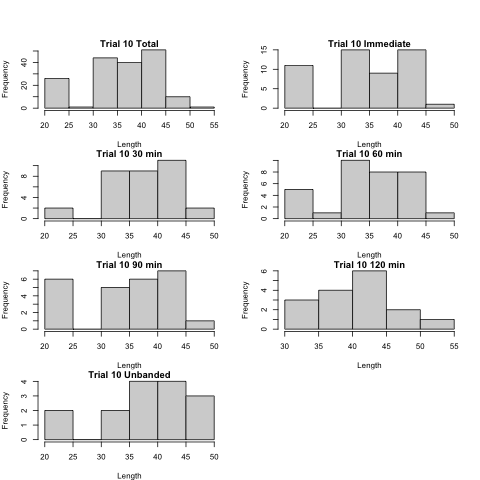 Trial 10 Total
Frequency
0 20 40
20 25 30 35 40 45 50 55
Length
Trial 10 Immediate
Frequency
0 5 10 15
20 25 30 35 40 45 50
Length
Trial 10 30 min
Frequency
0 4 8
20 25 30 35 40 45 50
Length
Trial 10 60 min
Frequency
0 2 4 6 8
20 25 30 35 40 45 50
Length
Trial 10 90 min
Frequency
0 2 4 6
20 25 30 35 40 45 50
Length
Trial 10 120 min
Frequency
0 2 4 6
30 35 40 45 50 55
Length
Trial 10 Unbanded
Frequency
0 1 2 3 4
20 25 30 35 40 45 50
Length